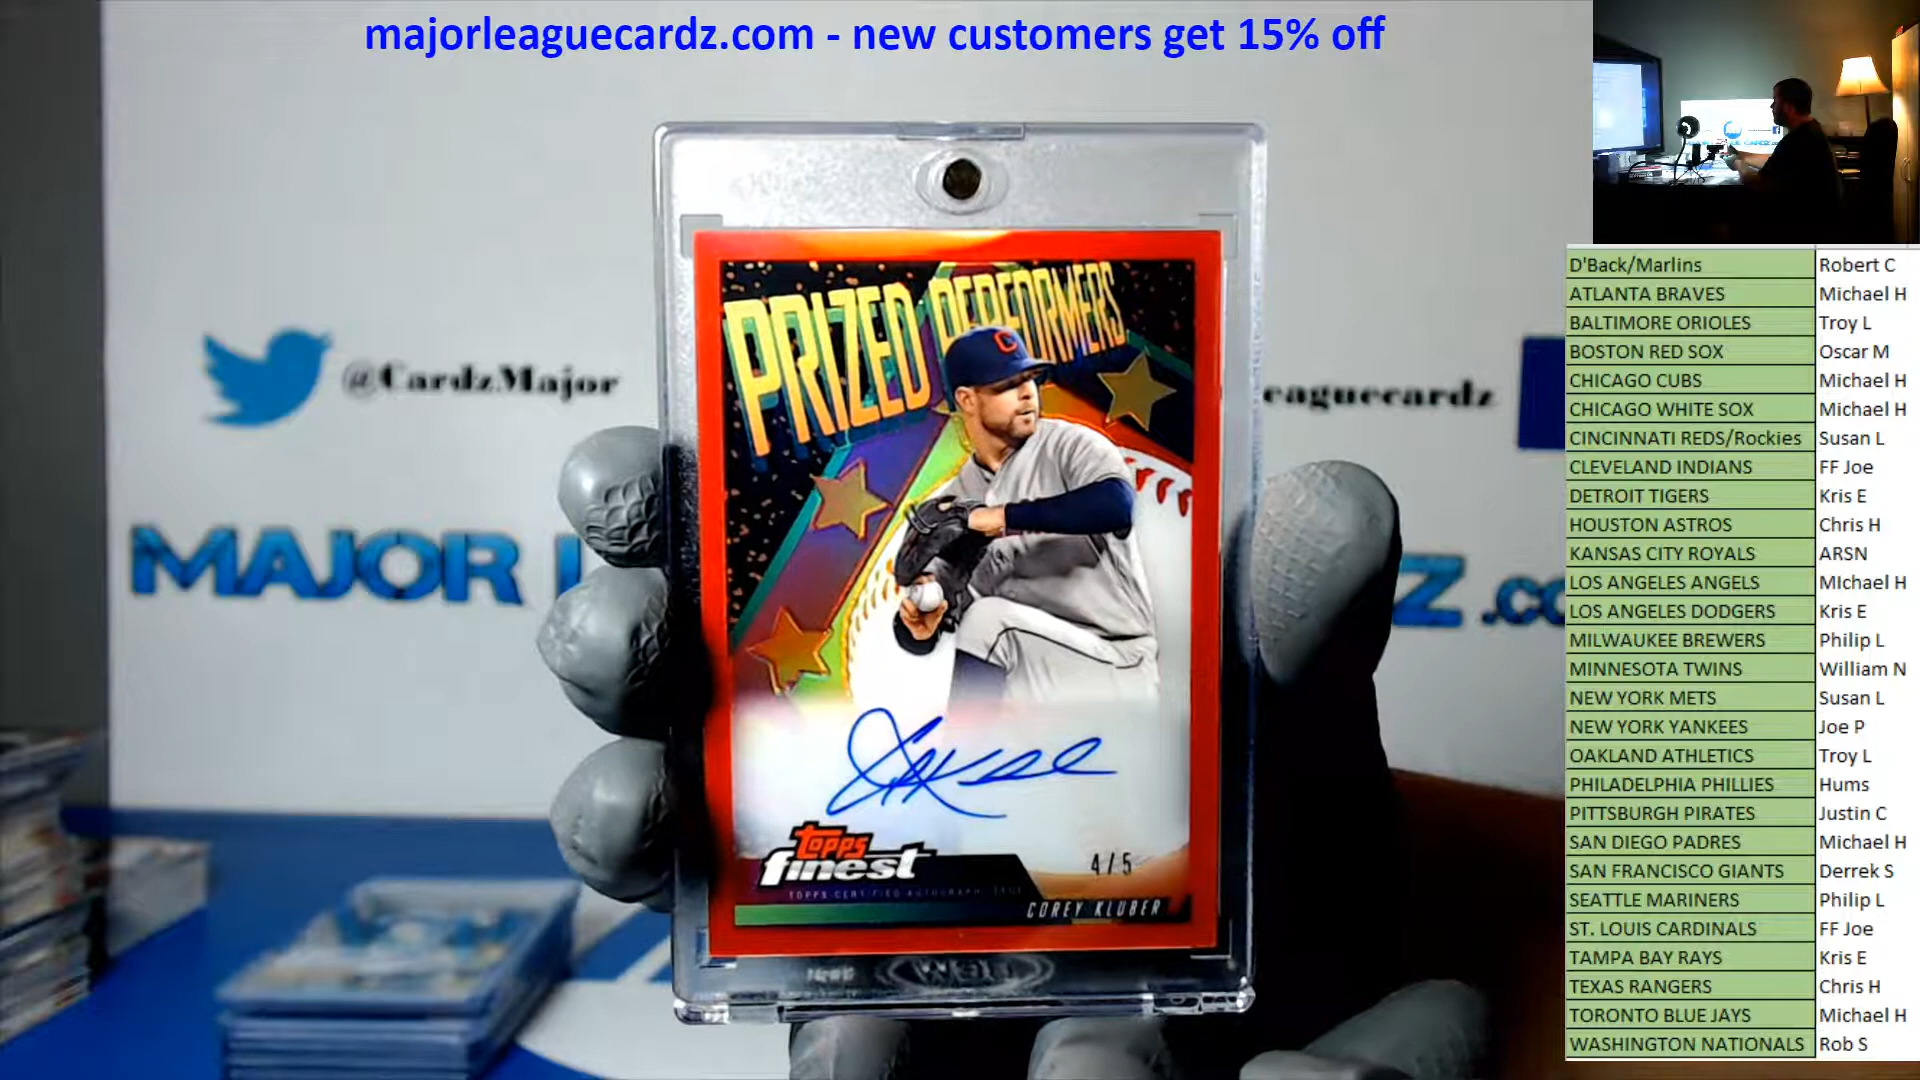 majorleaguecardz.com - new customers get 15% off
@CardzMajor
eaguecardz
MAJOR L
Z.co
PRIZED PERFORMERS
C
topps
finest
TOPPS CERTIFIED AUTOGRAPH ISSUE
4/5
COREY KLUBER
D'Back/Marlins Robert C
ATLANTA BRAVES Michael H
BALTIMORE ORIOLES Troy L
BOSTON RED SOX Oscar M
CHICAGO CUBS Michael H
CHICAGO WHITE SOX Michael H
CINCINNATI REDS/Rockies Susan L
CLEVELAND INDIANS FF Joe
DETROIT TIGERS Kris E
HOUSTON ASTROS Chris H
KANSAS CITY ROYALS ARSN
LOS ANGELES ANGELS MIchael H
LOS ANGELES DODGERS Kris E
MILWAUKEE BREWERS Philip L
MINNESOTA TWINS William N
NEW YORK METS Susan L
NEW YORK YANKEES Joe P
OAKLAND ATHLETICS Troy L
PHILADELPHIA PHILLIES Hums
PITTSBURGH PIRATES Justin C
SAN DIEGO PADRES Michael H
SAN FRANCISCO GIANTS Derrek S
SEATTLE MARINERS Philip L
ST. LOUIS CARDINALS FF Joe
TAMPA BAY RAYS Kris E
TEXAS RANGERS Chris H
TORONTO BLUE JAYS Michael H
WASHINGTON NATIONALS Rob S